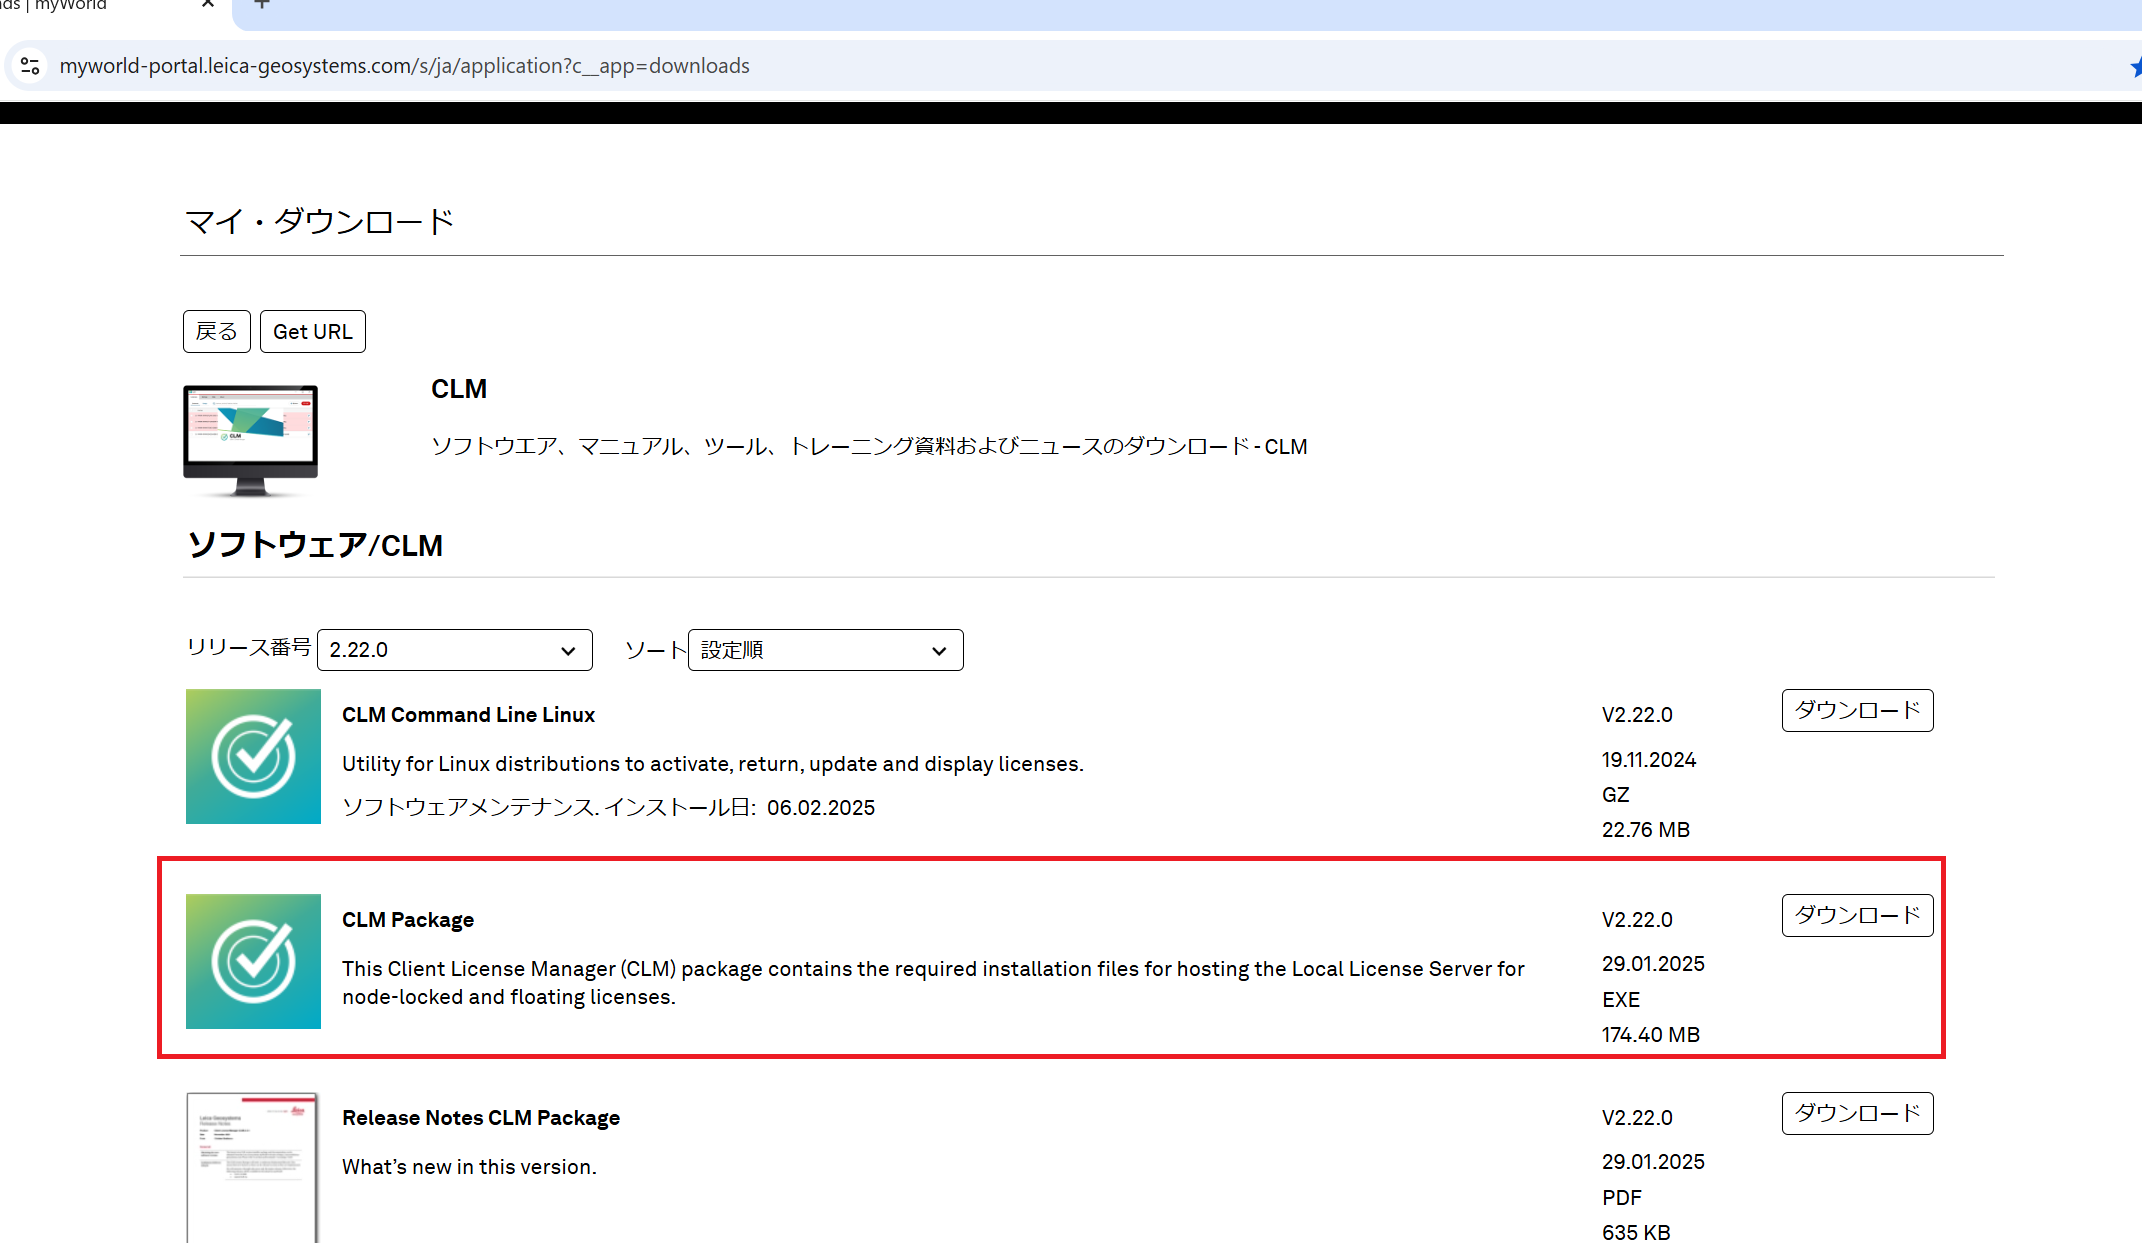 myWorld
myworld-portal.leica-geosystems.com/s/ja/application?c__app=downloads
マイ・ダウンロード
戻る
Get URL
CLM
ソフトウエア、マニュアル、ツール、トレーニング資料およびニュースのダウンロード - CLM
ソフトウェア/CLM
リリース番号 2.22.0 ソート 設定順
CLM Command Line Linux
Utility for Linux distributions to activate, return, update and display licenses.
ソフトウェアメンテナンス. インストール日: 06.02.2025
V2.22.0
19.11.2024
GZ
22.76 MB
ダウンロード
CLM Package
This Client License Manager (CLM) package contains the required installation files for hosting the Local License Server for
node-locked and floating licenses.
V2.22.0
29.01.2025
EXE
174.40 MB
ダウンロード
Release Notes CLM Package
What's new in this version.
V2.22.0
29.01.2025
PDF
635 KB
ダウンロード